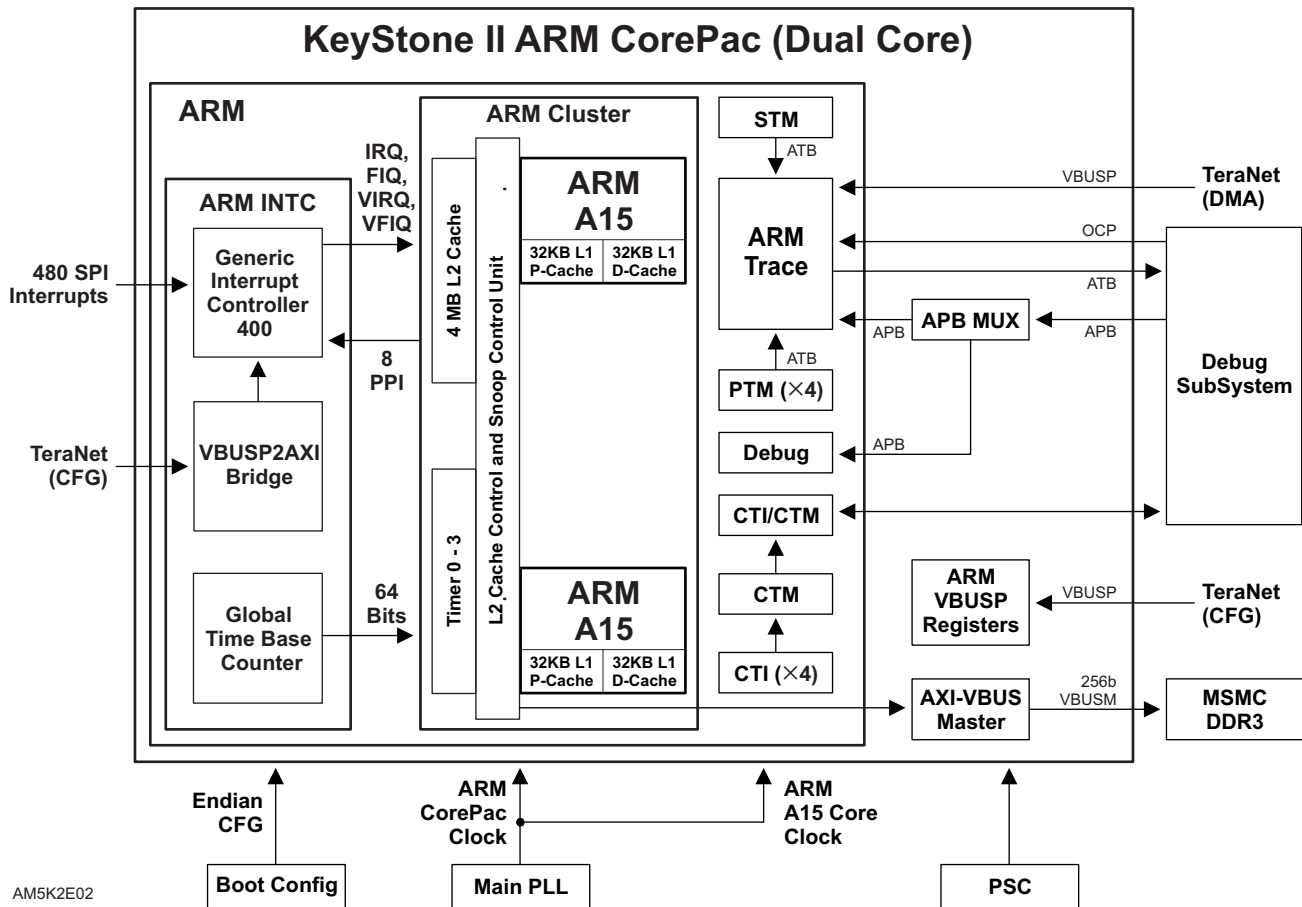 KeyStone II ARM CorePac (Dual Core)
ARM
ARM INTC
Generic
Interrupt
Controller
400
VBUSP2AXI
Bridge
Global
Time Base
Counter
480 SPI
Interrupts
TeraNet
(CFG)
IRQ,
FIQ,
VIRQ,
VFIQ
8
PPI
64
Bits
ARM Cluster
4 MB L2 Cache
Timer 0 - 3
L2 Cache Control and Snoop Control Unit
ARM
A15
32KB L1
P-Cache
32KB L1
D-Cache
ARM
A15
32KB L1
P-Cache
32KB L1
D-Cache
STM
ATB
ARM
Trace
ATB
PTM (×4)
Debug
CTI/CTM
CTM
CTI (×4)
VBUSP
TeraNet
(DMA)
OCP
ATB
APB
APB MUX
APB
APB
Debug
SubSystem
ARM
VBUSP
Registers
VBUSP
TeraNet
(CFG)
AXI-VBUS
Master
256b
VBUSM
MSMC
DDR3
Endian
CFG
ARM
CorePac
Clock
ARM
A15 Core
Clock
Boot Config
Main PLL
PSC
AM5K2E02